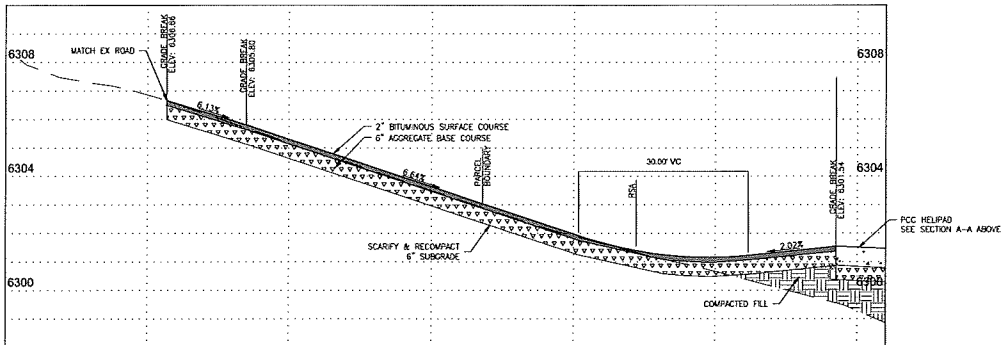 6308
MATCH EX ROAD
GRADE BREAK
ELEV: 6306.66
GRADE BREAK
ELEV: 6305.80
6308
6.13%
2" BITUMINOUS SURFACE COURSE
6" AGGREGATE BASE COURSE
6304
6.64%
PARCEL
BOUNDARY
30.00' VC
RSA
GRADE BREAK
ELEV: 6301.54
6304
PCC HELIPAD
SEE SECTION A-A ABOVE
SCARIFY & RECOMPACT
6" SUBGRADE
2.02%
6300
6300
COMPACTED FILL